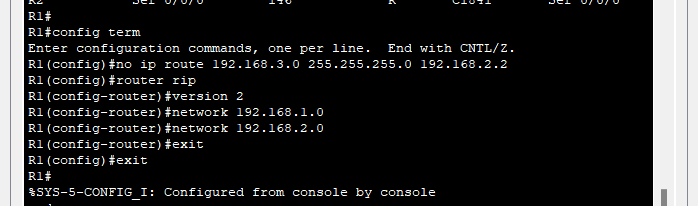 R2 Ser 0/0/0 146 R C1841 Ser 0/0/0
R1#
R1#config term
Enter configuration commands, one per line.  End with CNTL/Z.
R1(config)#no ip route 192.168.3.0 255.255.255.0 192.168.2.2
R1(config)#router rip
R1(config-router)#version 2
R1(config-router)#network 192.168.1.0
R1(config-router)#network 192.168.2.0
R1(config-router)#exit
R1(config)#exit
R1#
%SYS-5-CONFIG_I: Configured from console by console